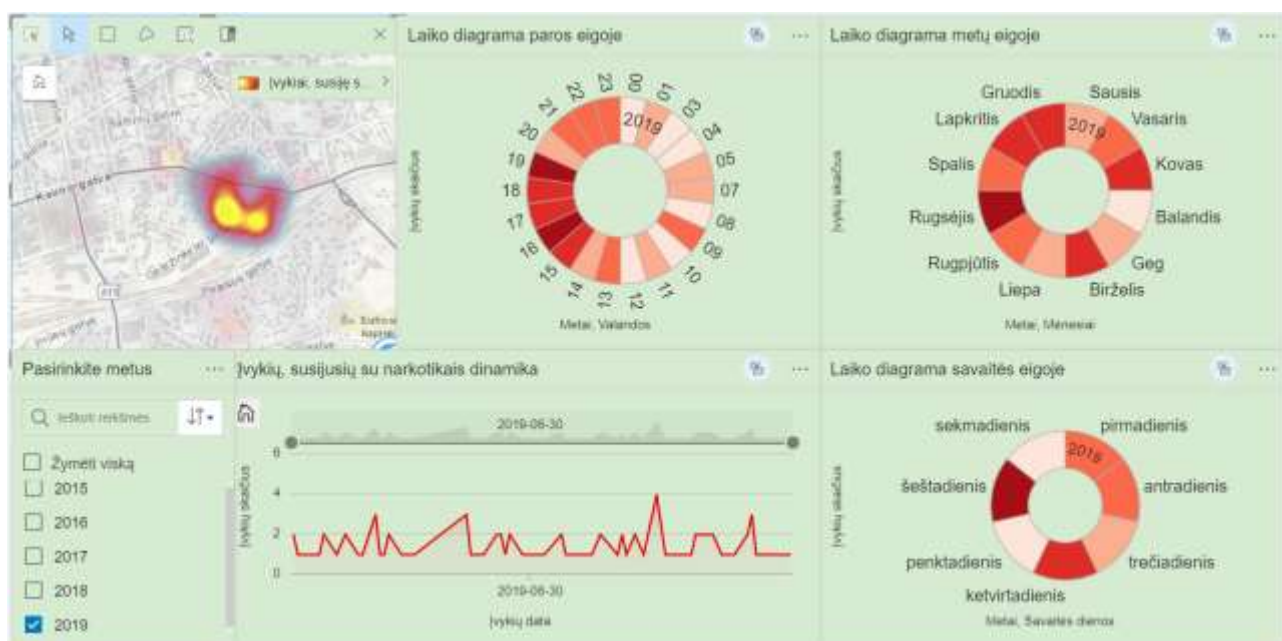 Įvykiai, susiję s...
Kauno gatvė
Laiko diagrama paros eigoje
00
01
03
04
05
07
08
09
10
11
12
13
14
15
16
17
18
19
20
21
22
23
2019
Įvykių skaičius
Metai, Valandos
Laiko diagrama metų eigoje
Gruodis
Sausis
Lapkritis
Vasaris
Spalis
Kovas
Rugsėjis
Balandis
Rugpjūtis
Geg
Liepa
Birželis
2019
Įvykių skaičius
Metai, Mėnesiai
Pasirinkite metus
Ieškoti reikšmės
Žymėti viską
2015
2016
2017
2018
2019
Įvykių, susijusių su narkotikais dinamika
2019-06-30
6
4
2
0
Įvykių skaičius
2019-06-30
Įvykių data
Laiko diagrama savaitės eigoje
sekmadienis
pirmadienis
šeštadienis
antradienis
penktadienis
trečiadienis
ketvirtadienis
2019
Įvykių skaičius
Metai, Savaitės dienos